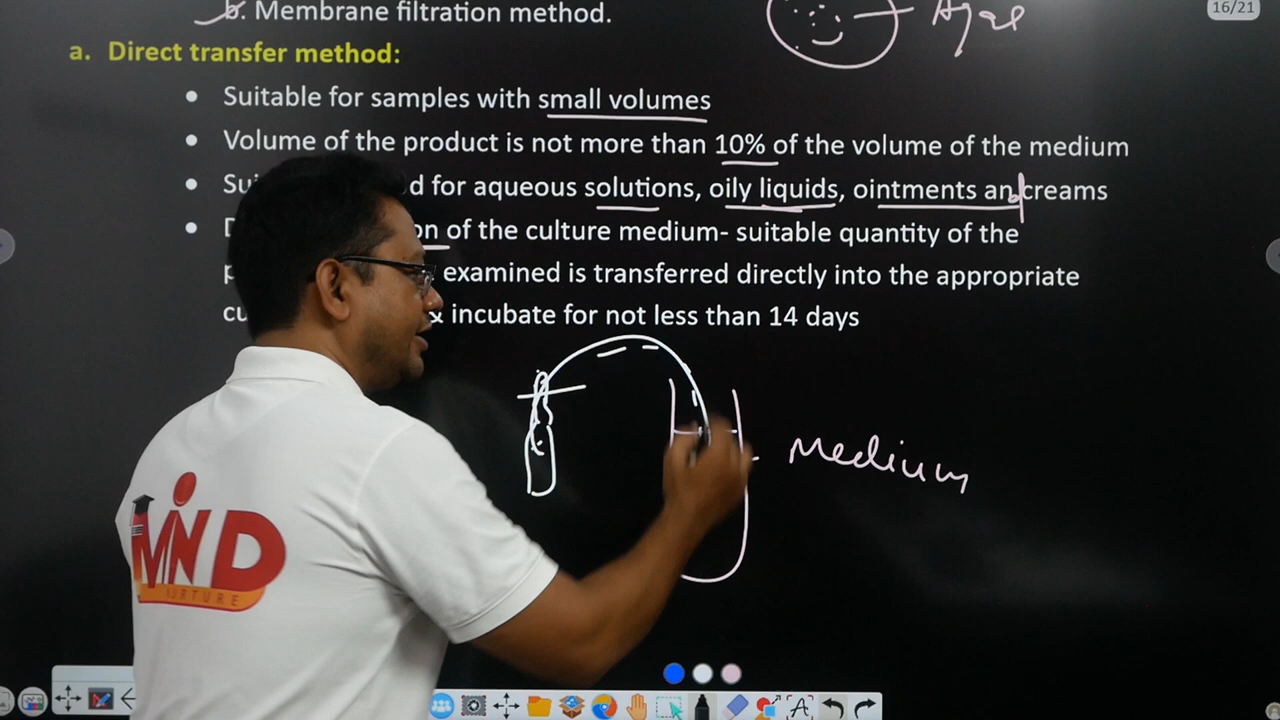 b. Membrane filtration method.
Agar
16/21
a. Direct transfer method:
• Suitable for samples with small volumes
• Volume of the product is not more than 10% of the volume of the medium
• d for aqueous solutions, oily liquids, ointments and creams
• of the culture medium- suitable quantity of the
examined is transferred directly into the appropriate
& incubate for not less than 14 days
Medium
MIND
NURTURE